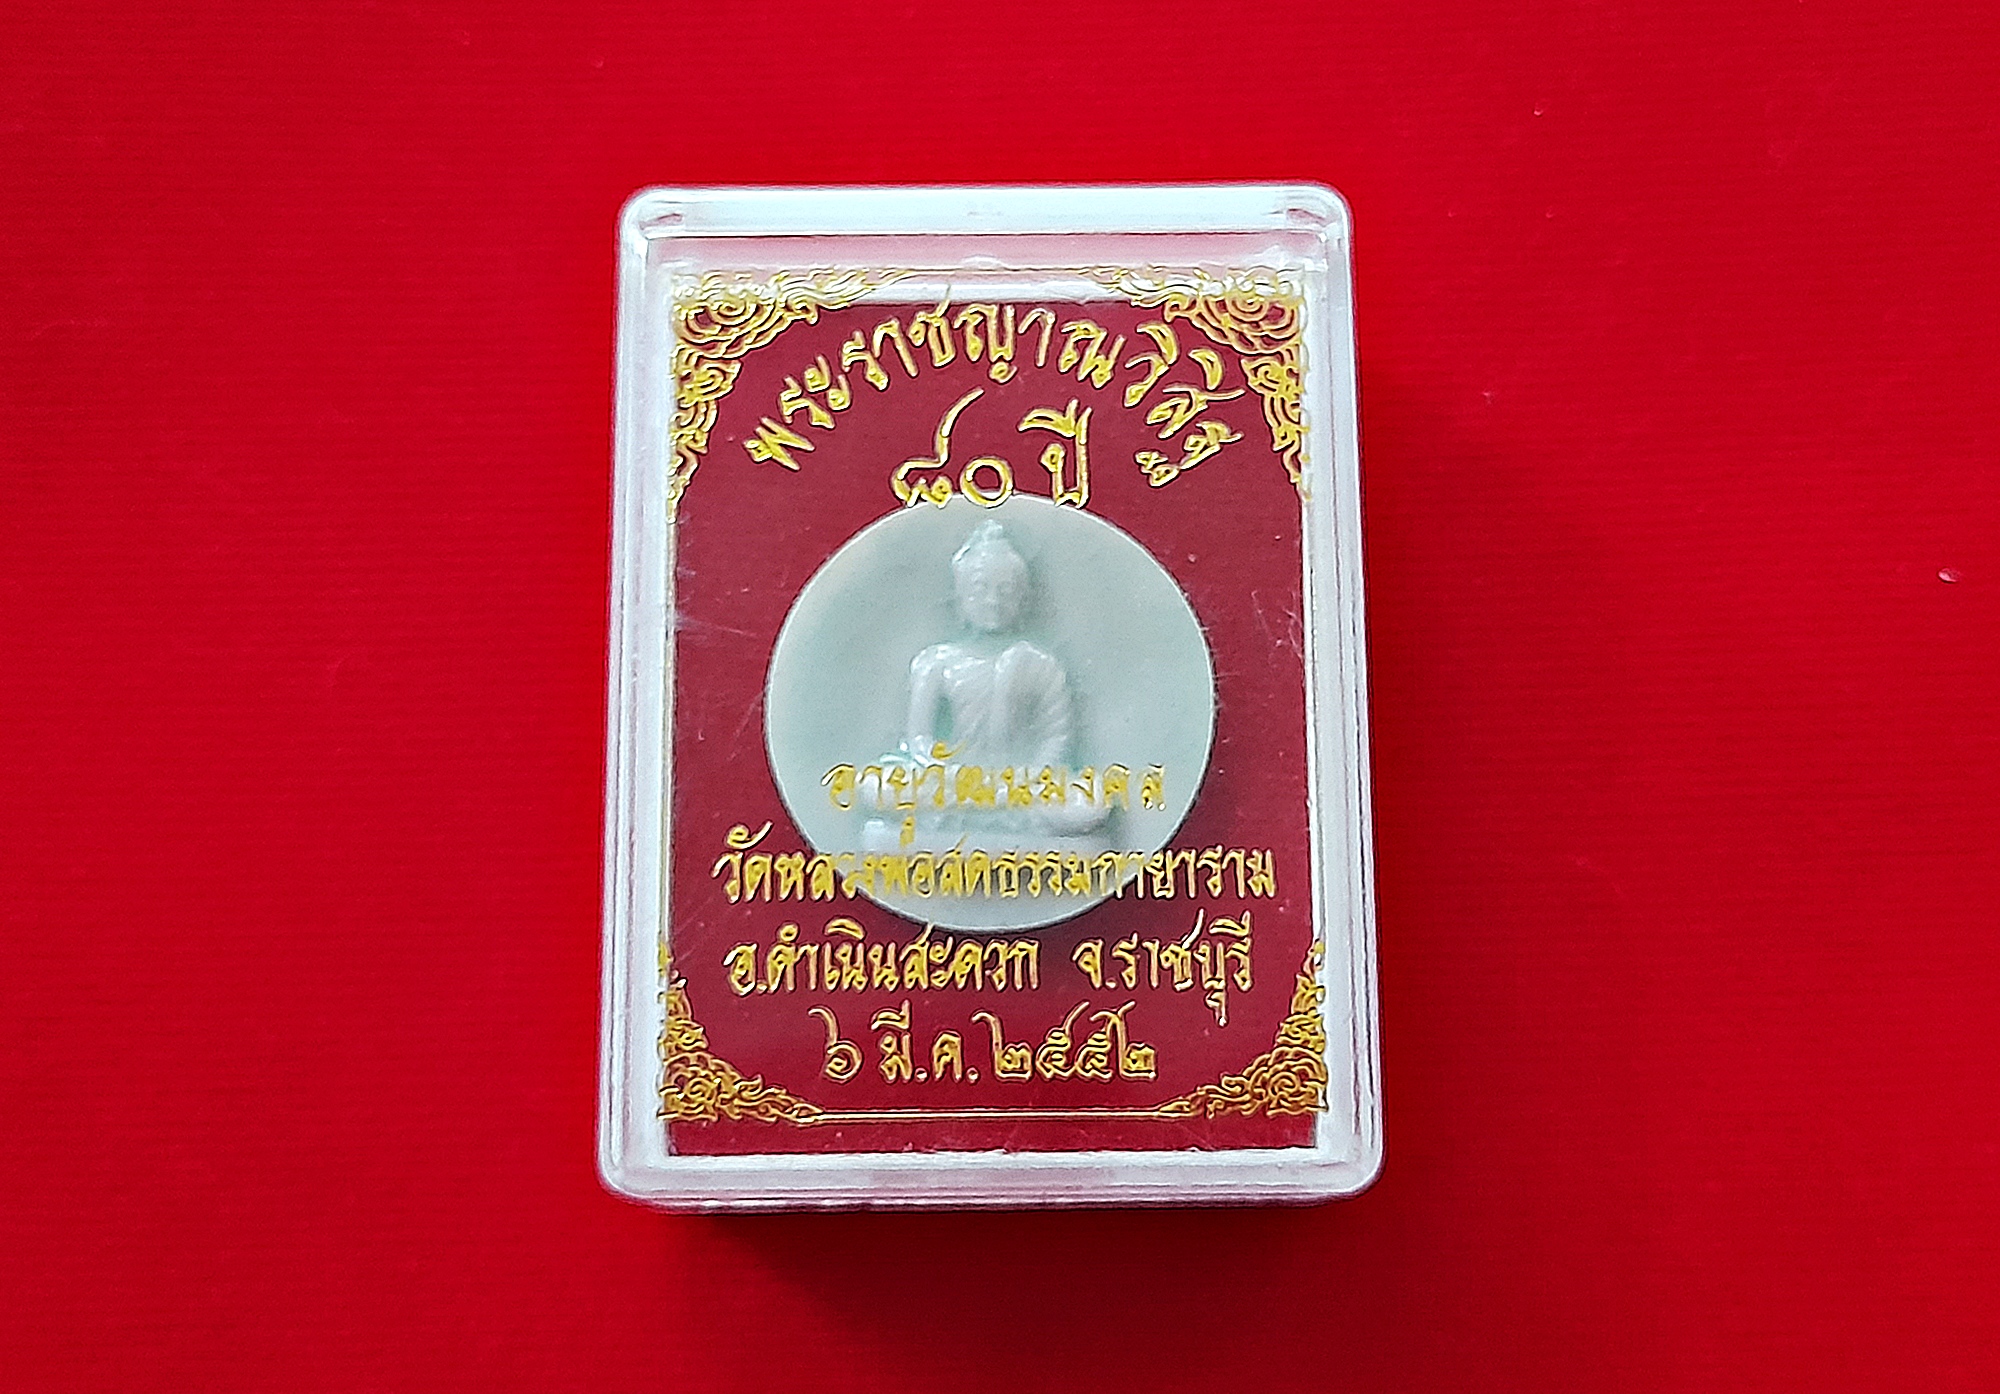 พระราชญาณวิสิฐ
๘๐ ปี
อายุวัฒนมงคล
วัดหลวงพ่อสดธรรมกายาราม
อ.ดำเนินสะดวก จ.ราชบุรี
๖ มี.ค. ๒๕๕๒